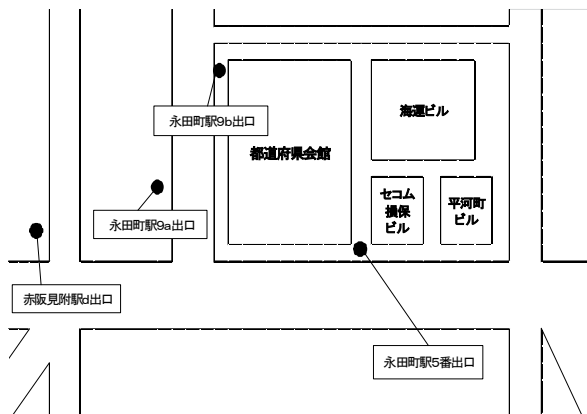 永田町駅9b出口
海運ビル
都道府県会館
セコム
損保
ビル
平河町
ビル
永田町駅9a出口
赤阪見附駅d出口
永田町駅5番出口